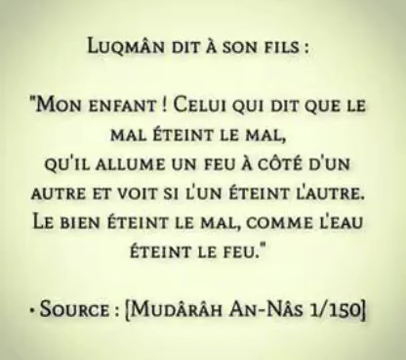 Luqmân dit à son fils :
"Mon enfant ! Celui qui dit que le
mal éteint le mal,
qu'il allume un feu à côté d'un
autre et voit si l'un éteint l'autre.
Le bien éteint le mal, comme l'eau
éteint le feu."
• Source : [Mudârâh An-Nâs 1/150]